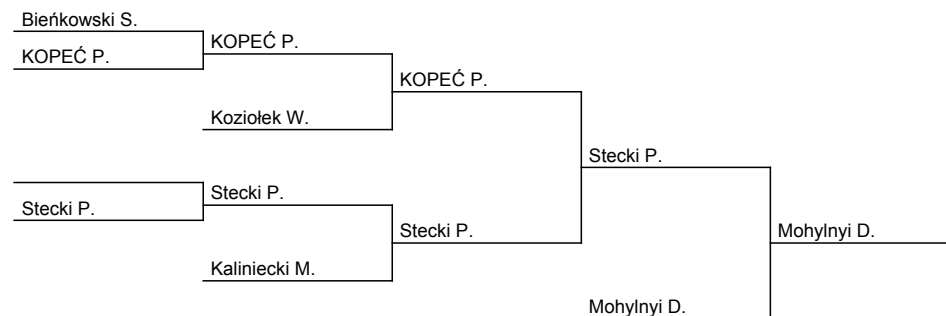 Bieńkowski S.
KOPEĆ P.
KOPEĆ P.
KOPEĆ P.
Koziołek W.
Stecki P.
Stecki P.
Stecki P.
Stecki P.
Mohylnyi D.
Kaliniecki M.
Mohylnyi D.